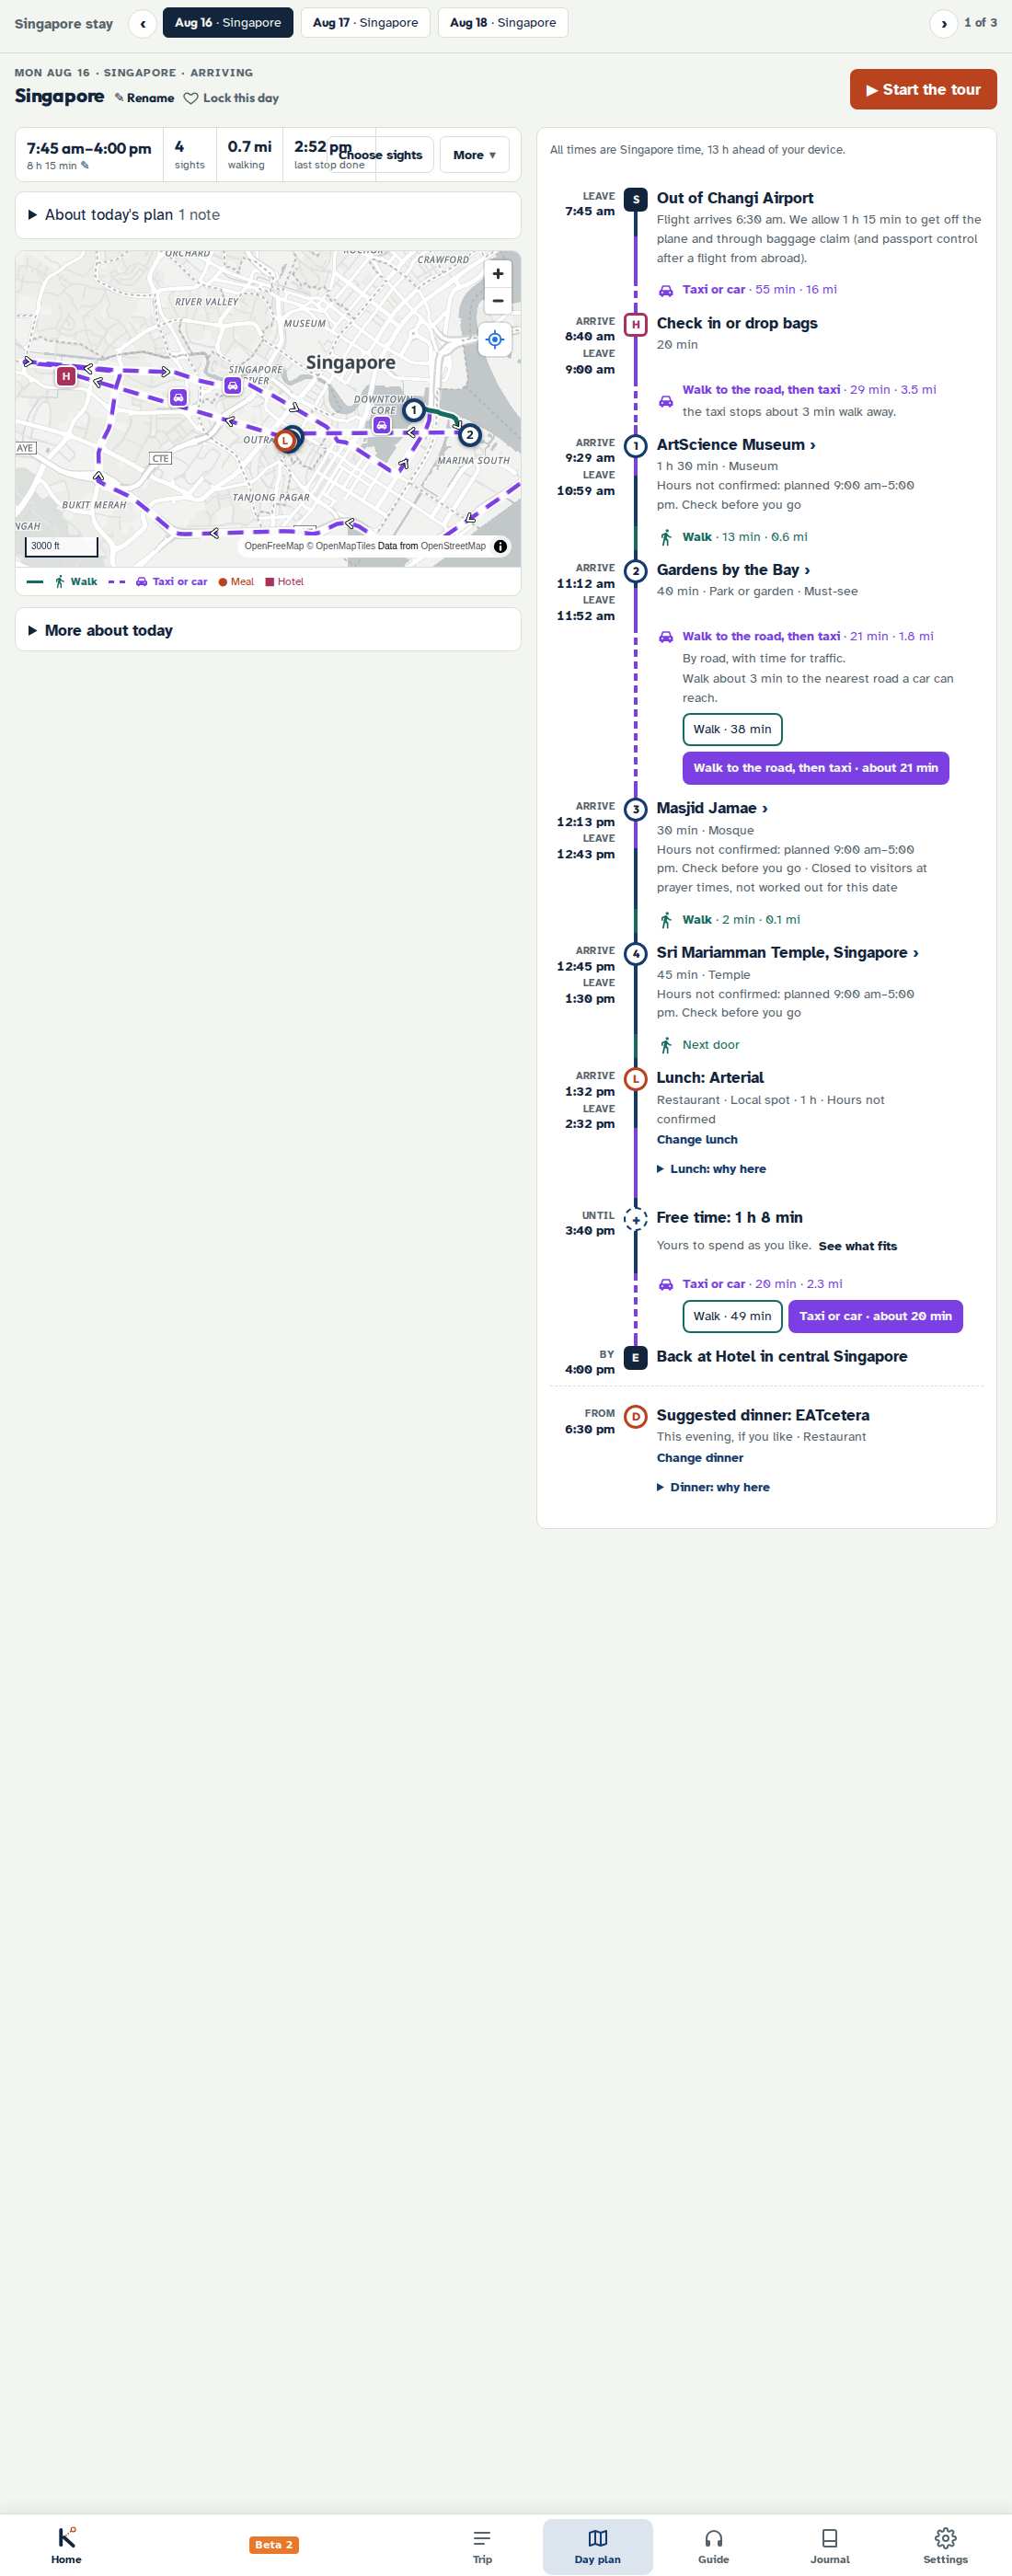 Singapore stay
‹
Aug 16 · Singapore
Aug 17 · Singapore
Aug 18 · Singapore
›
1 of 3
MON AUG 16 · SINGAPORE · ARRIVING
Singapore
✎ Rename
Lock this day
▶ Start the tour
7:45 am–4:00 pm
8 h 15 min ✎
4
sights
0.7 mi
walking
2:52 pm
last stop done
Choose sights
More ▾
▶ About today's plan 1 note
ORCHARD
CRAWFORD
RIVER VALLEY
MUSEUM
Singapore
SINGAPORE
RIVER
DOWNTOWN
CORE
H
1
2
L
OUTRA
MARINA SOUTH
AYE
CTE
TANJONG PAGAR
BUKIT MERAH
NGAH
+
−
3000 ft
OpenFreeMap © OpenMapTiles Data from OpenStreetMap
Walk
Taxi or car
Meal
Hotel
▶ More about today
All times are Singapore time, 13 h ahead of your device.
LEAVE
7:45 am
S
Out of Changi Airport
Flight arrives 6:30 am. We allow 1 h 15 min to get off the
plane and through baggage claim (and passport control
after a flight from abroad).
Taxi or car · 55 min · 16 mi
ARRIVE
8:40 am
LEAVE
9:00 am
H
Check in or drop bags
20 min
Walk to the road, then taxi · 29 min · 3.5 mi
the taxi stops about 3 min walk away.
ARRIVE
9:29 am
LEAVE
10:59 am
1
ArtScience Museum ›
1 h 30 min · Museum
Hours not confirmed: planned 9:00 am–5:00
pm. Check before you go
Walk · 13 min · 0.6 mi
ARRIVE
11:12 am
LEAVE
11:52 am
2
Gardens by the Bay ›
40 min · Park or garden · Must-see
Walk to the road, then taxi · 21 min · 1.8 mi
By road, with time for traffic.
Walk about 3 min to the nearest road a car can
reach.
Walk · 38 min
Walk to the road, then taxi · about 21 min
ARRIVE
12:13 pm
LEAVE
12:43 pm
3
Masjid Jamae ›
30 min · Mosque
Hours not confirmed: planned 9:00 am–5:00
pm. Check before you go · Closed to visitors at
prayer times, not worked out for this date
Walk · 2 min · 0.1 mi
ARRIVE
12:45 pm
LEAVE
1:30 pm
4
Sri Mariamman Temple, Singapore ›
45 min · Temple
Hours not confirmed: planned 9:00 am–5:00
pm. Check before you go
Next door
ARRIVE
1:32 pm
LEAVE
2:32 pm
L
Lunch: Arterial
Restaurant · Local spot · 1 h · Hours not
confirmed
Change lunch
▶ Lunch: why here
UNTIL
3:40 pm
+
Free time: 1 h 8 min
Yours to spend as you like. See what fits
Taxi or car · 20 min · 2.3 mi
Walk · 49 min
Taxi or car · about 20 min
BY
4:00 pm
E
Back at Hotel in central Singapore
FROM
6:30 pm
D
Suggested dinner: EATcetera
This evening, if you like · Restaurant
Change dinner
▶ Dinner: why here
Home
Beta 2
Trip
Day plan
Guide
Journal
Settings